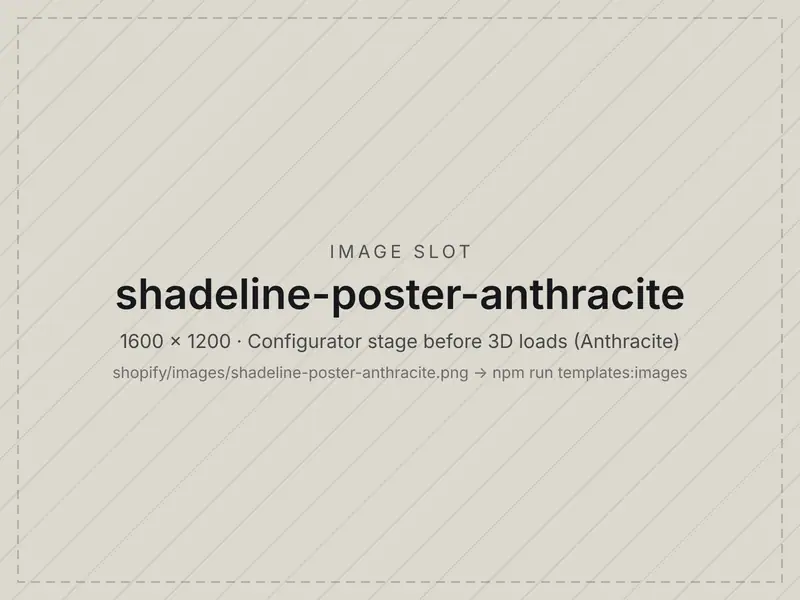 IMAGE SLOT
shadeline-poster-anthracite
1600 × 1200 · Configurator stage before 3D loads (Anthracite)
shopify/images/shadeline-poster-anthracite.png → npm run templates:images